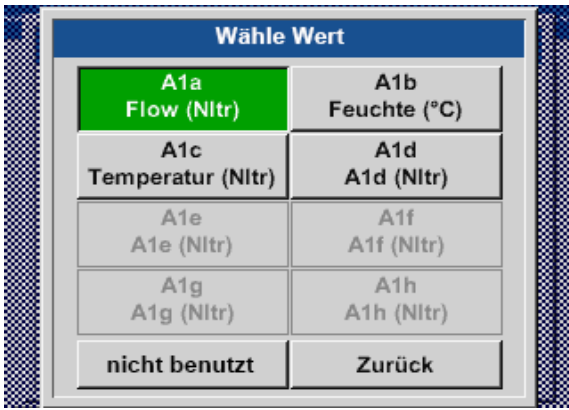 Wähle Wert
A1a
Flow (Nltr)
A1b
Feuchte (°C)
A1c
Temperatur (Nltr)
A1d
A1d (Nltr)
A1e
A1e (Nltr)
A1f
A1f (Nltr)
A1g
A1g (Nltr)
A1h
A1h (Nltr)
nicht benutzt
Zurück